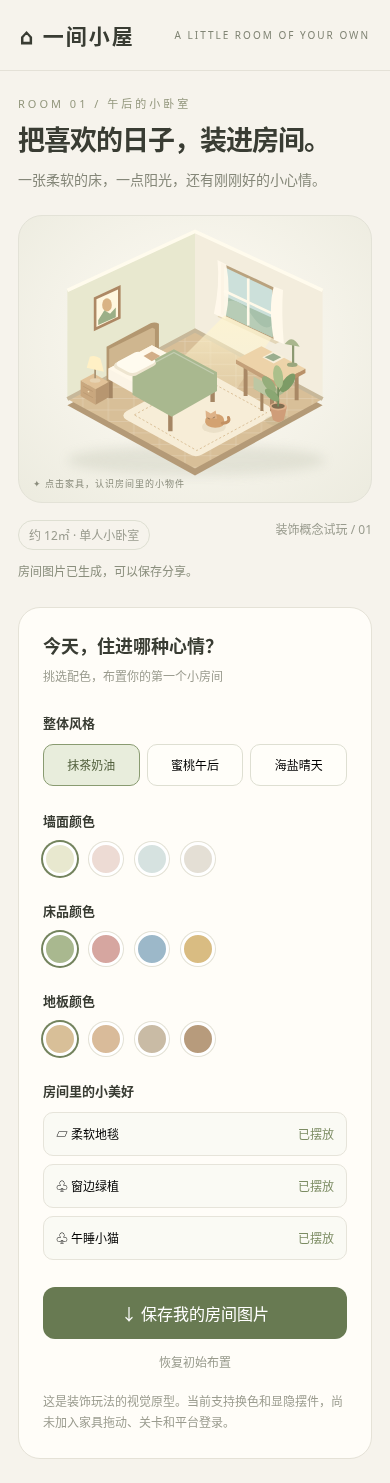 一间小屋
A LITTLE ROOM OF YOUR OWN
ROOM 01 / 午后的小卧室
把喜欢的日子，装进房间。
一张柔软的床，一点阳光，还有刚刚好的小心情。
✦ 点击家具，认识房间里的小物件
约 12㎡ · 单人小卧室
装饰概念试玩 / 01
房间图片已生成，可以保存分享。
今天，住进哪种心情？
挑选配色，布置你的第一个小房间
整体风格
抹茶奶油
蜜桃午后
海盐晴天
墙面颜色
床品颜色
地板颜色
房间里的小美好
▱ 柔软地毯 已摆放
♧ 窗边绿植 已摆放
♧ 午睡小猫 已摆放
↓ 保存我的房间图片
恢复初始布置
这是装饰玩法的视觉原型。当前支持换色和显隐摆件，尚
未加入家具拖动、关卡和平台登录。